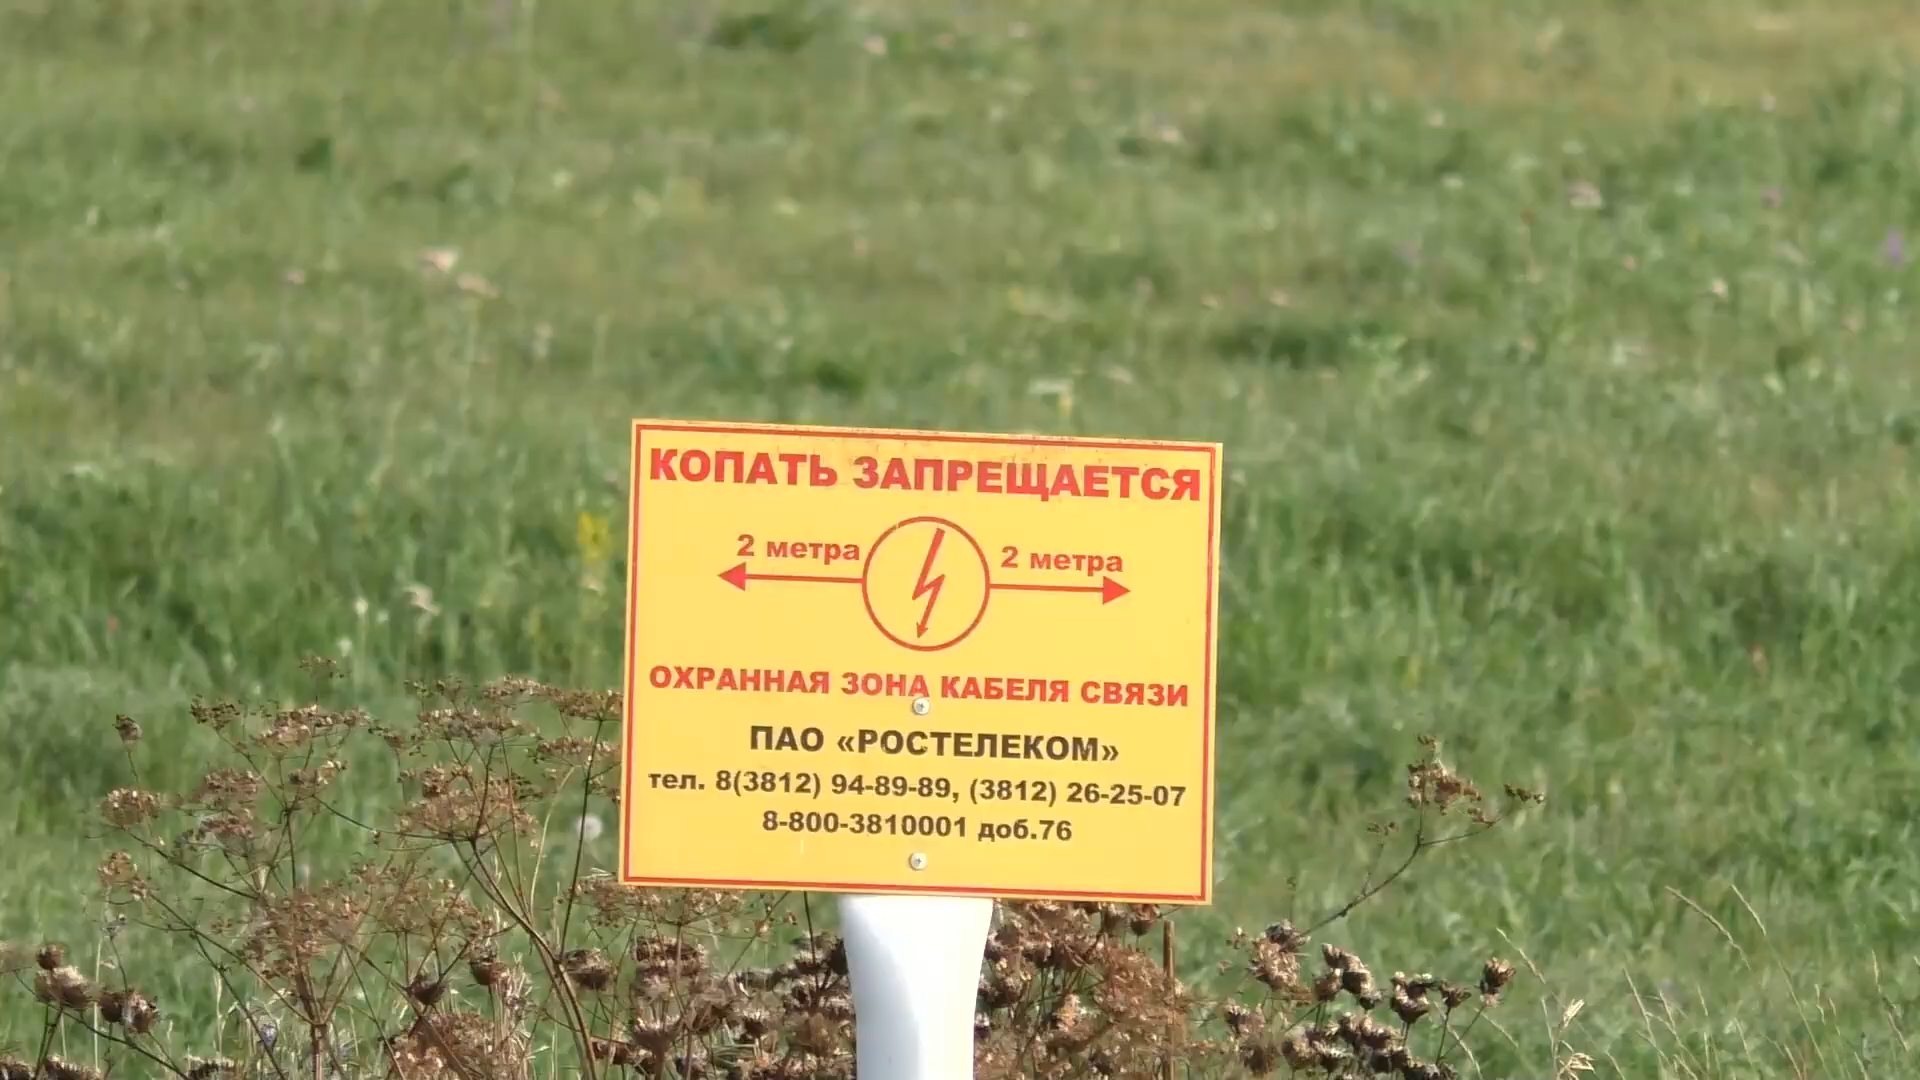 КОПАТЬ ЗАПРЕЩАЕТСЯ
2 метра 2 метра
ОХРАННАЯ ЗОНА КАБЕЛЯ СВЯЗИ
ПАО «РОСТЕЛЕКОМ»
тел. 8(3812) 94-89-89, (3812) 26-25-07
8-800-3810001 доб.76